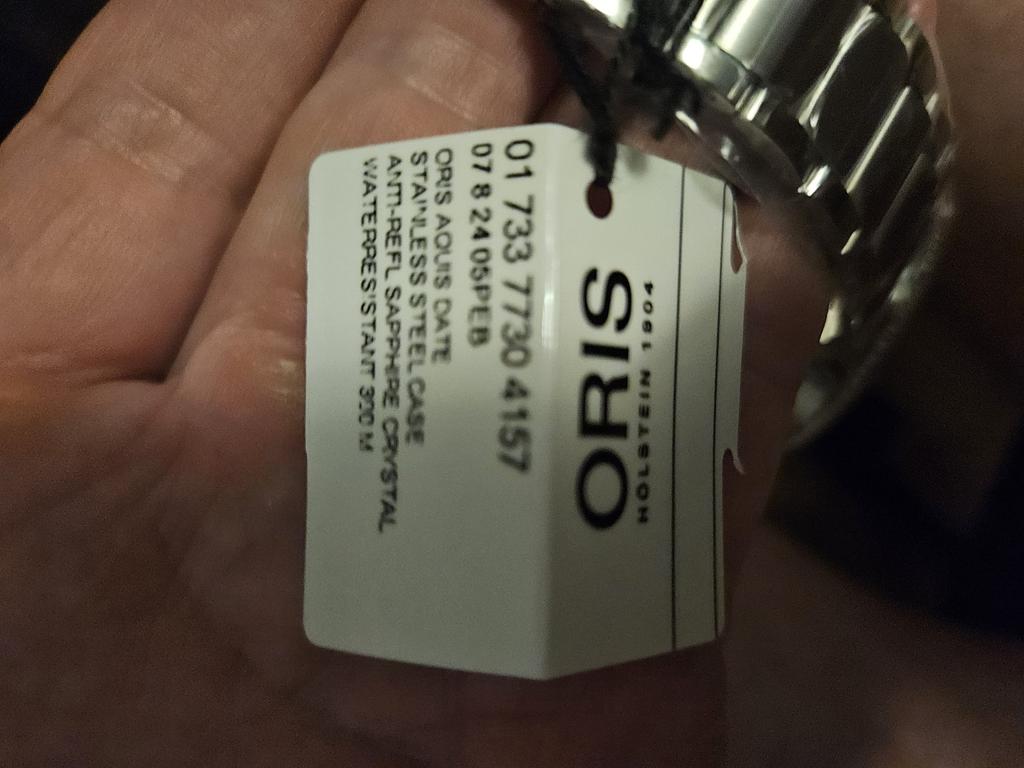 ORIS
HOLSTEIN 1904
01 733 7730 4157
07 8 24 05PEB
ORIS AQUIS DATE
STAINLESS STEEL CASE
ANTI-REFL SAPPHIRE CRYSTAL
WATERRESISTANT 300 M